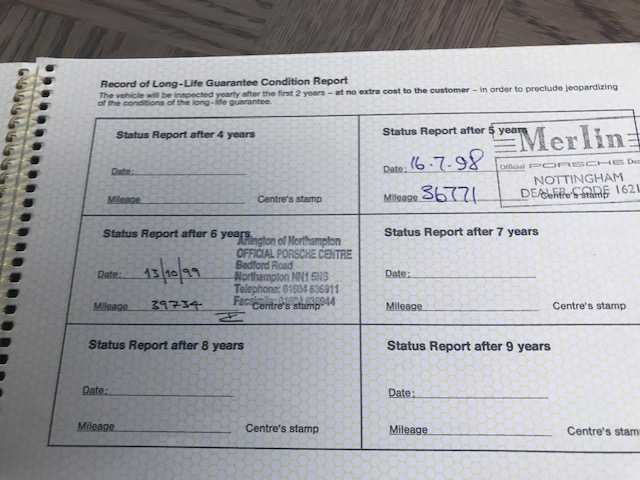 Record of Long-Life Guarantee Condition Report
The vehicle will be inspected yearly after the first 2 years – at no extra cost to the customer – in order to preclude jeopardizing
of the conditions of the long-life guarantee.
Status Report after 4 years
Date:
Mileage
Centre's stamp
Status Report after 5 years
Date: 16.7.98
Mileage 36771
Centre's stamp
Merlin
Official PORSCHE
NOTTINGHAM
DEALER CODE 1621
Status Report after 6 years
Date: 13/10/99
Mileage 39734
Centre's stamp
Arlington of Northampton
OFFICIAL PORSCHE CENTRE
Bedford Road
Northampton NN1 5NS
Telephone: 01604 636911
Facsimile: 01604 636944
Status Report after 7 years
Date:
Mileage
Centre's stamp
Status Report after 8 years
Date:
Mileage
Centre's stamp
Status Report after 9 years
Date:
Mileage
Centre's stam